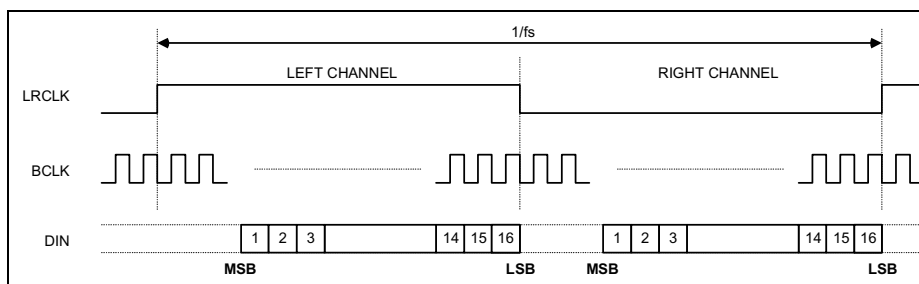 1/fs
LEFT CHANNEL RIGHT CHANNEL
LRCLK
BCLK
DIN 1 2 3 14 15 16 1 2 3 14 15 16
MSB LSB MSB LSB